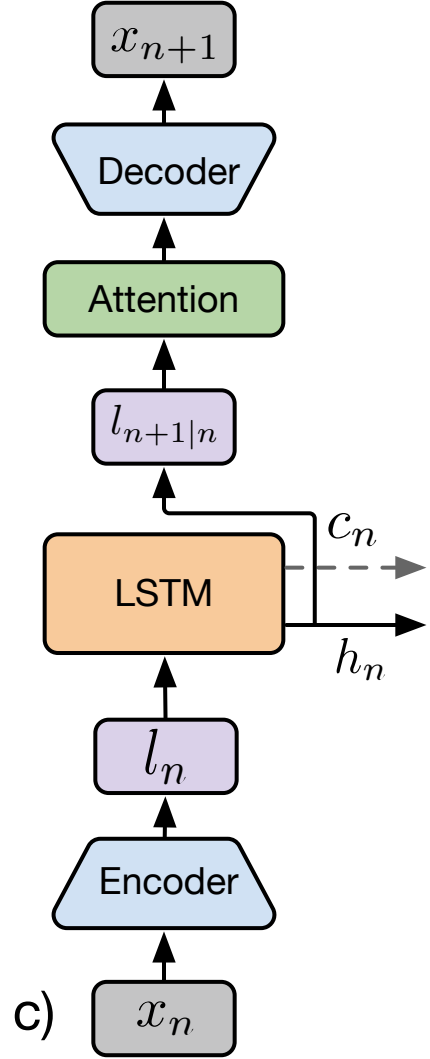 x_{n+1}
Decoder
Attention
l_{n+1|n}
c_n
LSTM
h_n
l_n
Encoder
c) x_n